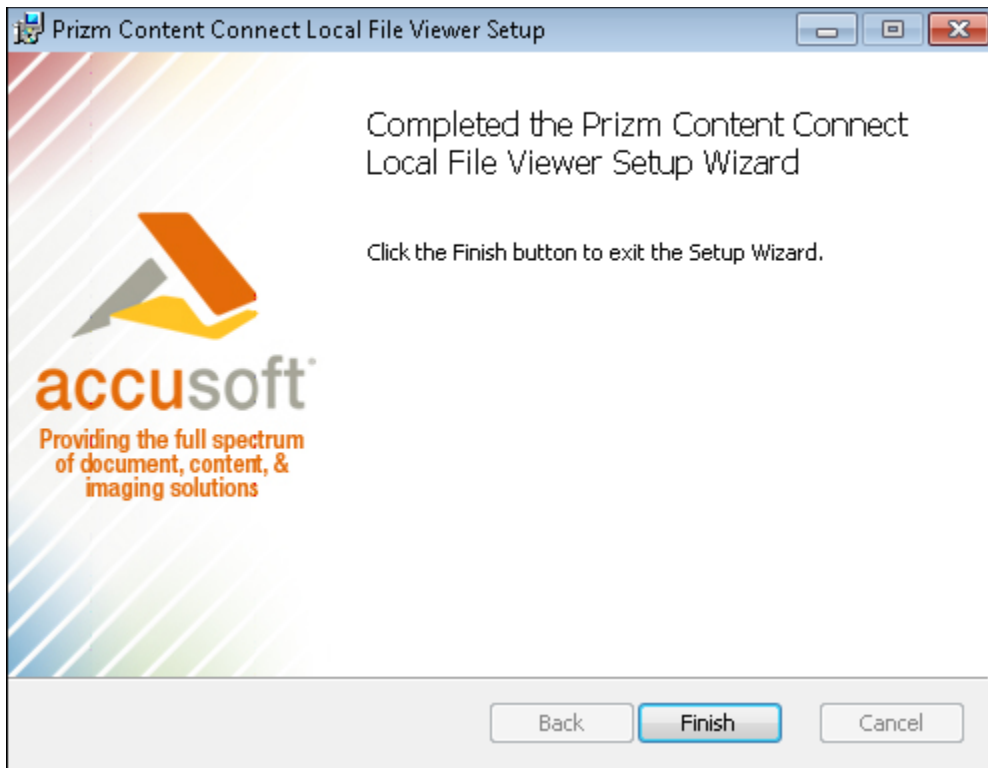 Prizm Content Connect Local File Viewer Setup
Completed the Prizm Content Connect
Local File Viewer Setup Wizard
Click the Finish button to exit the Setup Wizard.
accusoft
Providing the full spectrum
of document, content, &
imaging solutions
Back
Finish
Cancel